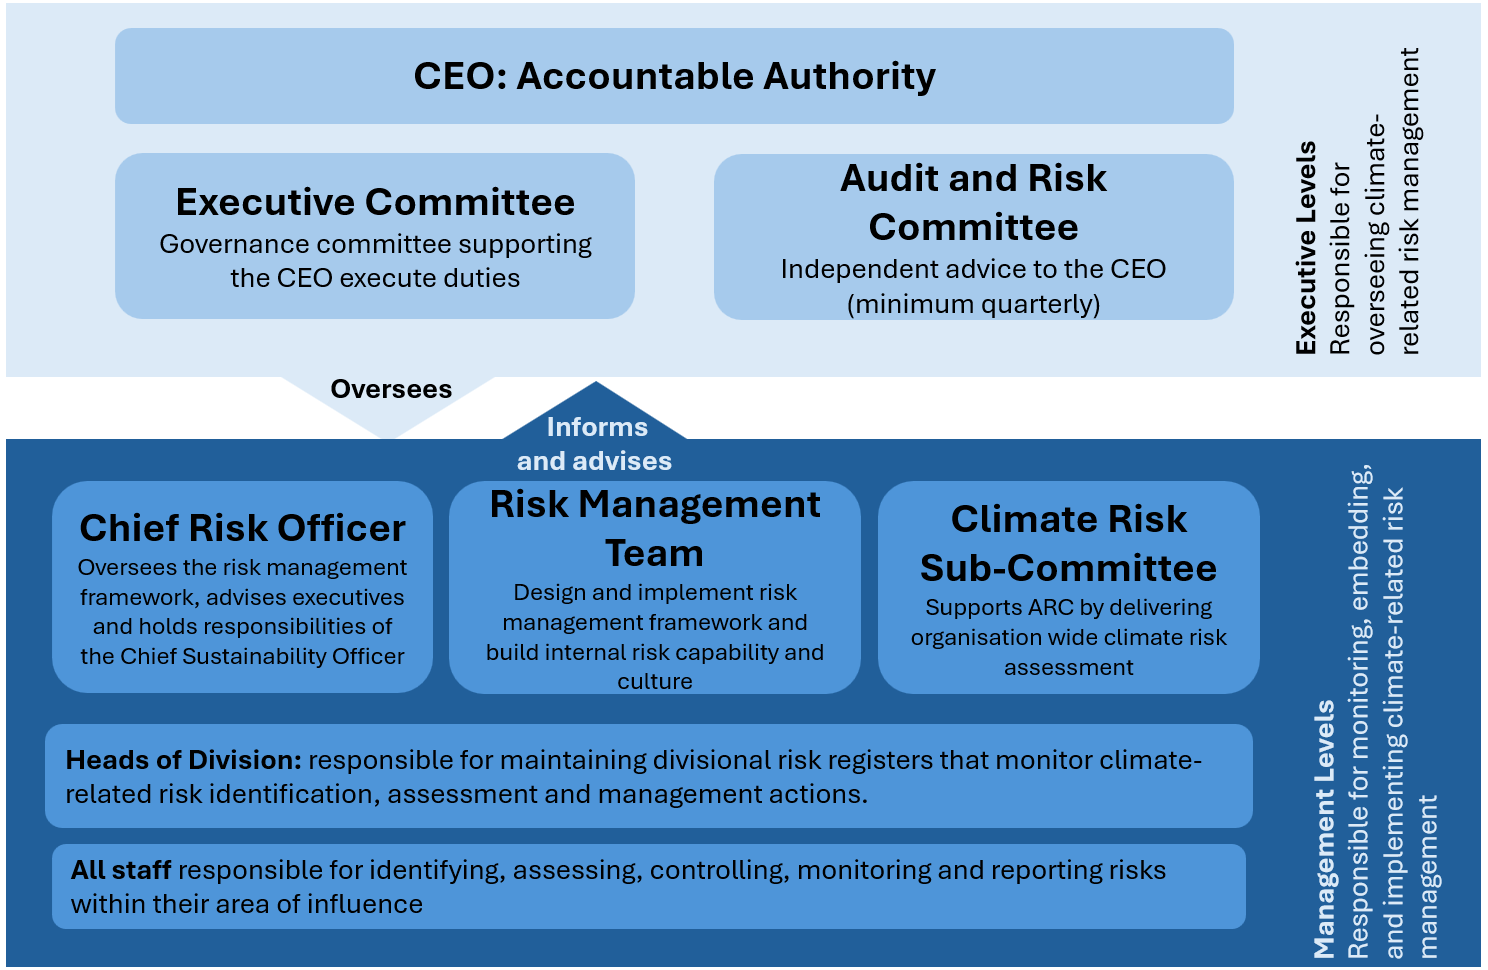 CEO: Accountable Authority
Executive Committee
Governance committee supporting
the CEO execute duties
Audit and Risk
Committee
Independent advice to the CEO
(minimum quarterly)
Executive Levels
Responsible for
overseeing climate-
related risk management
Oversees
Informs
and advises
Chief Risk Officer
Oversees the risk management
framework, advises executives
and holds responsibilities of
the Chief Sustainability Officer
Risk Management
Team
Design and implement risk
management framework and
build internal risk capability and
culture
Climate Risk
Sub-Committee
Supports ARC by delivering
organisation wide climate risk
assessment
Heads of Division: responsible for maintaining divisional risk registers that monitor climate-
related risk identification, assessment and management actions.
All staff responsible for identifying, assessing, controlling, monitoring and reporting risks
within their area of influence
Management Levels
Responsible for monitoring, embedding,
and implementing climate-related risk
management